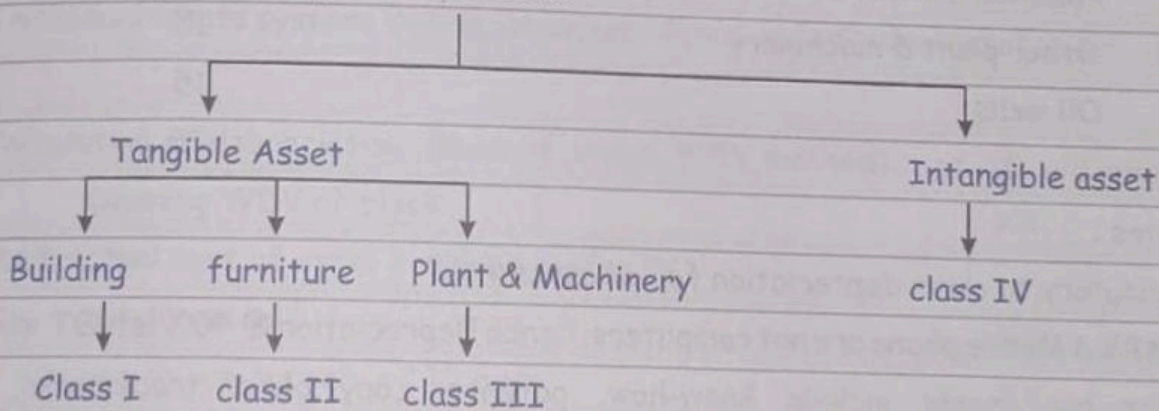 Tangible Asset
Intangible asset
Building furniture Plant & Machinery class IV
Class I class II class III